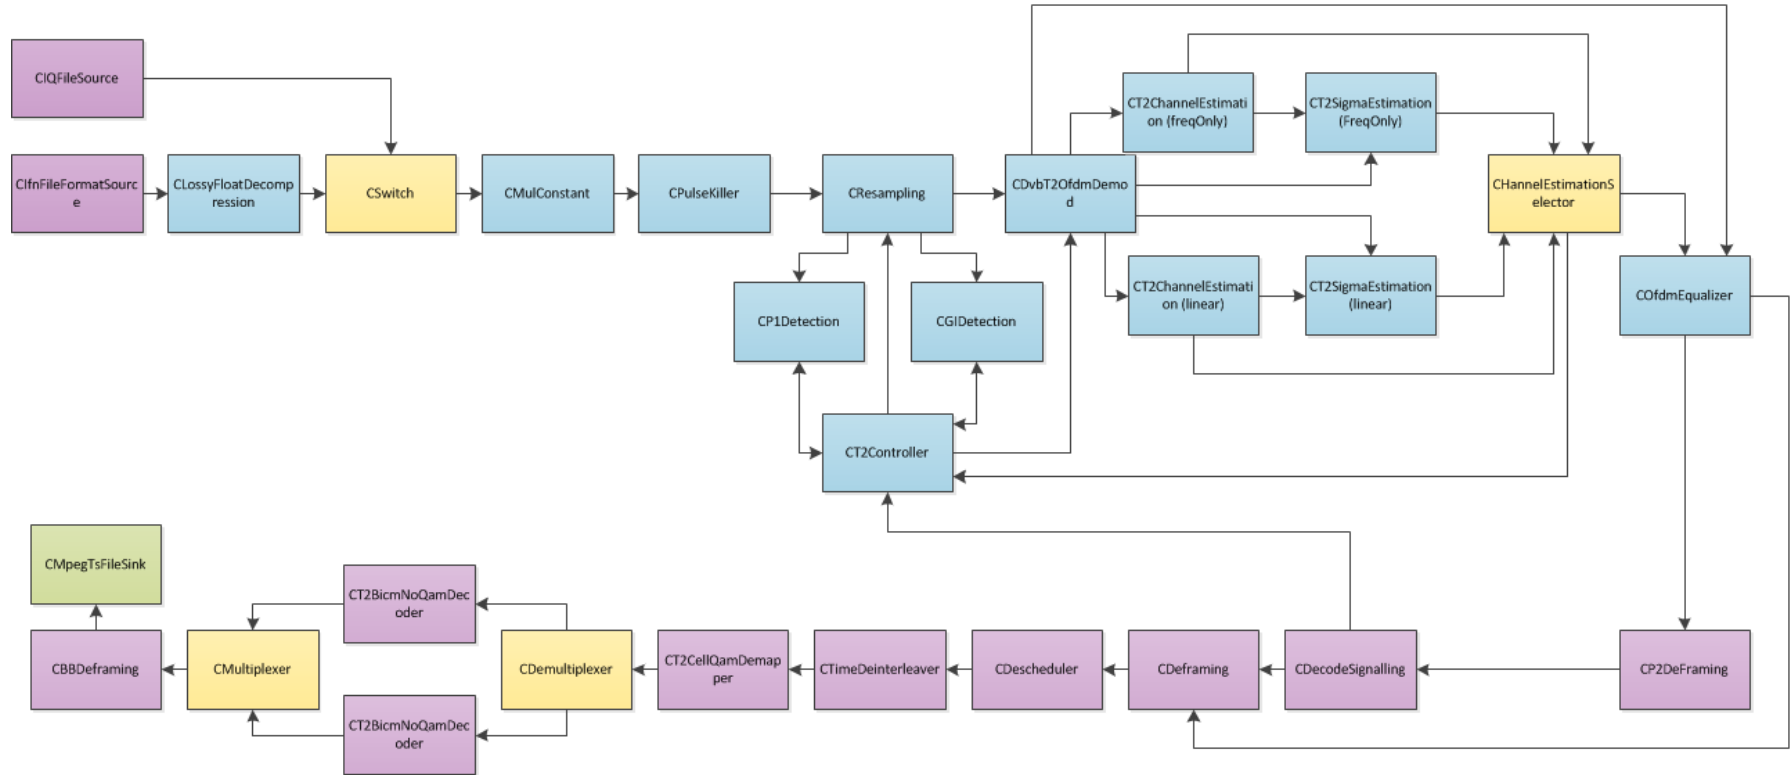 CIQFileSource
CIfnFileFormatSourc
e
CLossyFloatDecomp
ression
CSwitch
CMulConstant
CPulseKiller
CResampling
CDvbT2OfdmDemo
d
CT2ChannelEstimati
on (freqOnly)
CT2SigmaEstimation
(FreqOnly)
CHannelEstimationS
elector
CT2ChannelEstimati
on (linear)
CT2SigmaEstimation
(linear)
COfdmEqualizer
CP1Detection
CGIDetection
CT2Controller
CMpegTsFileSink
CBBDeframing
CMultiplexer
CT2BicmNoQamDec
oder
CT2BicmNoQamDec
oder
CDemultiplexer
CT2CellQamDemap
per
CTimeDeinterleaver
CDescheduler
CDeframing
CDecodeSignalling
CP2DeFraming